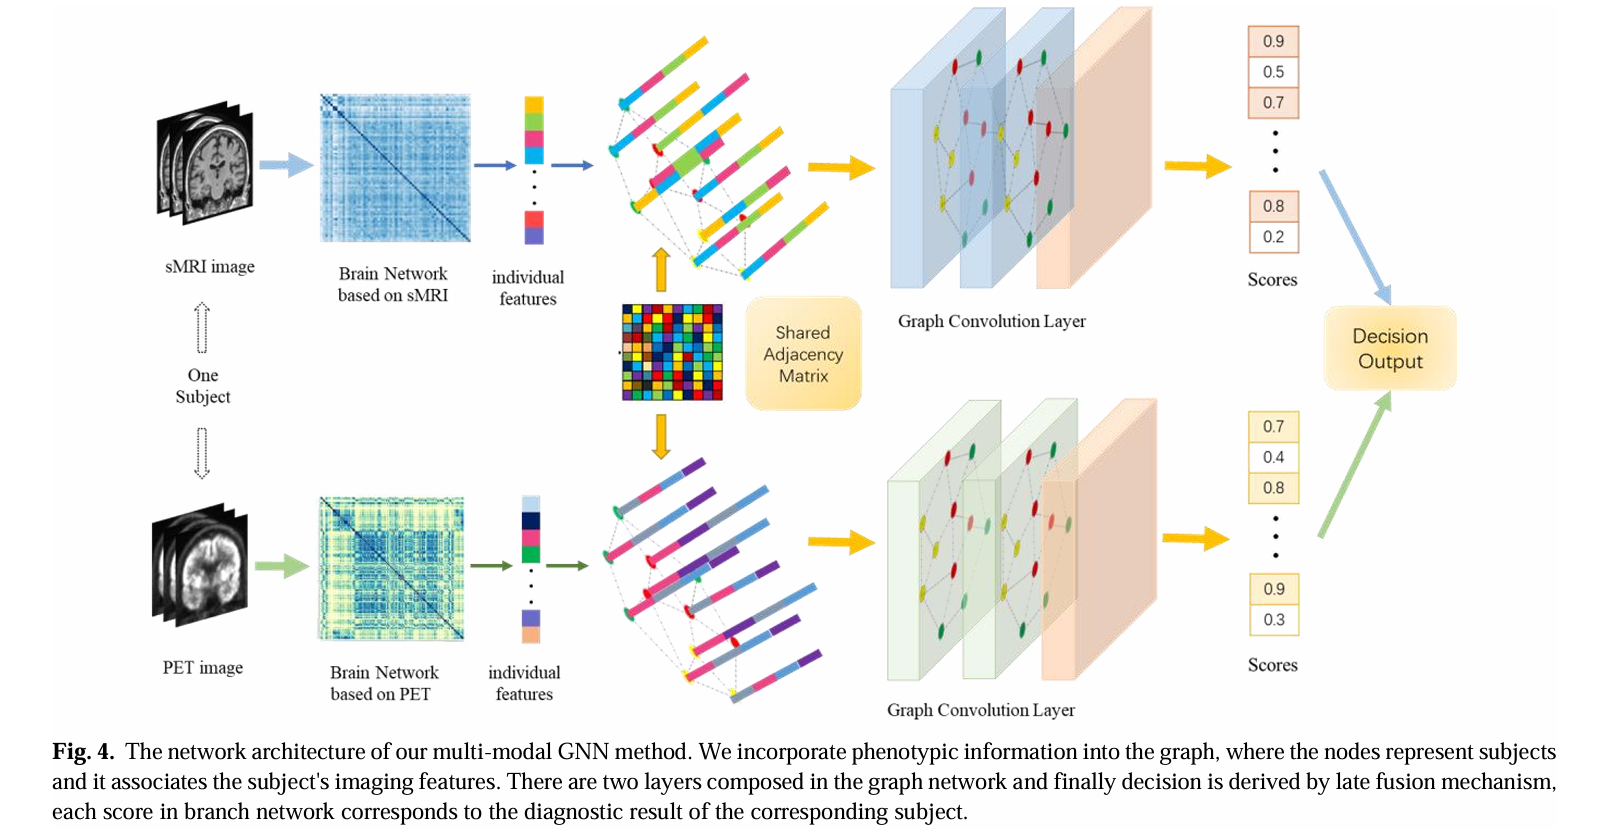 sMRI image
Brain Network
based on sMRI
individual
features
Graph Convolution Layer
0.9
0.5
0.7
0.8
0.2
Scores
One
Subject
Shared
Adjacency
Matrix
Decision
Output
PET image
Brain Network
based on PET
individual
features
Graph Convolution Layer
0.7
0.4
0.8
0.9
0.3
Scores
Fig. 4. The network architecture of our multi-modal GNN method. We incorporate phenotypic information into the graph, where the nodes represent subjects
and it associates the subject's imaging features. There are two layers composed in the graph network and finally decision is derived by late fusion mechanism,
each score in branch network corresponds to the diagnostic result of the corresponding subject.